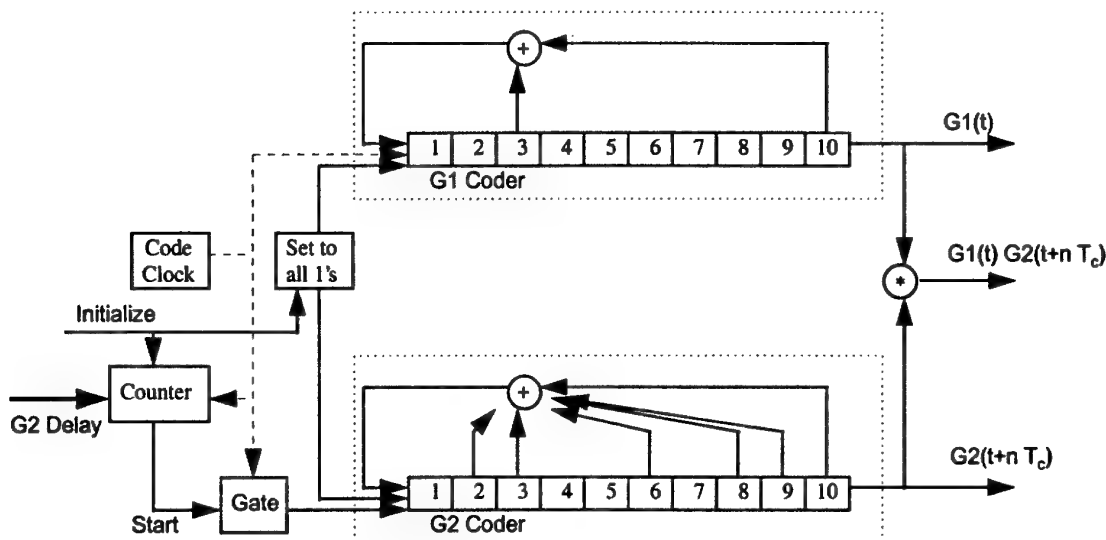 +
1 2 3 4 5 6 7 8 9 10
G1 Coder
G1(t)
Code
Clock
Set to
all 1's
*
G1(t) G2(t+n T_c)
Initialize
Counter
G2 Delay
Start
Gate
+
1 2 3 4 5 6 7 8 9 10
G2 Coder
G2(t+n T_c)